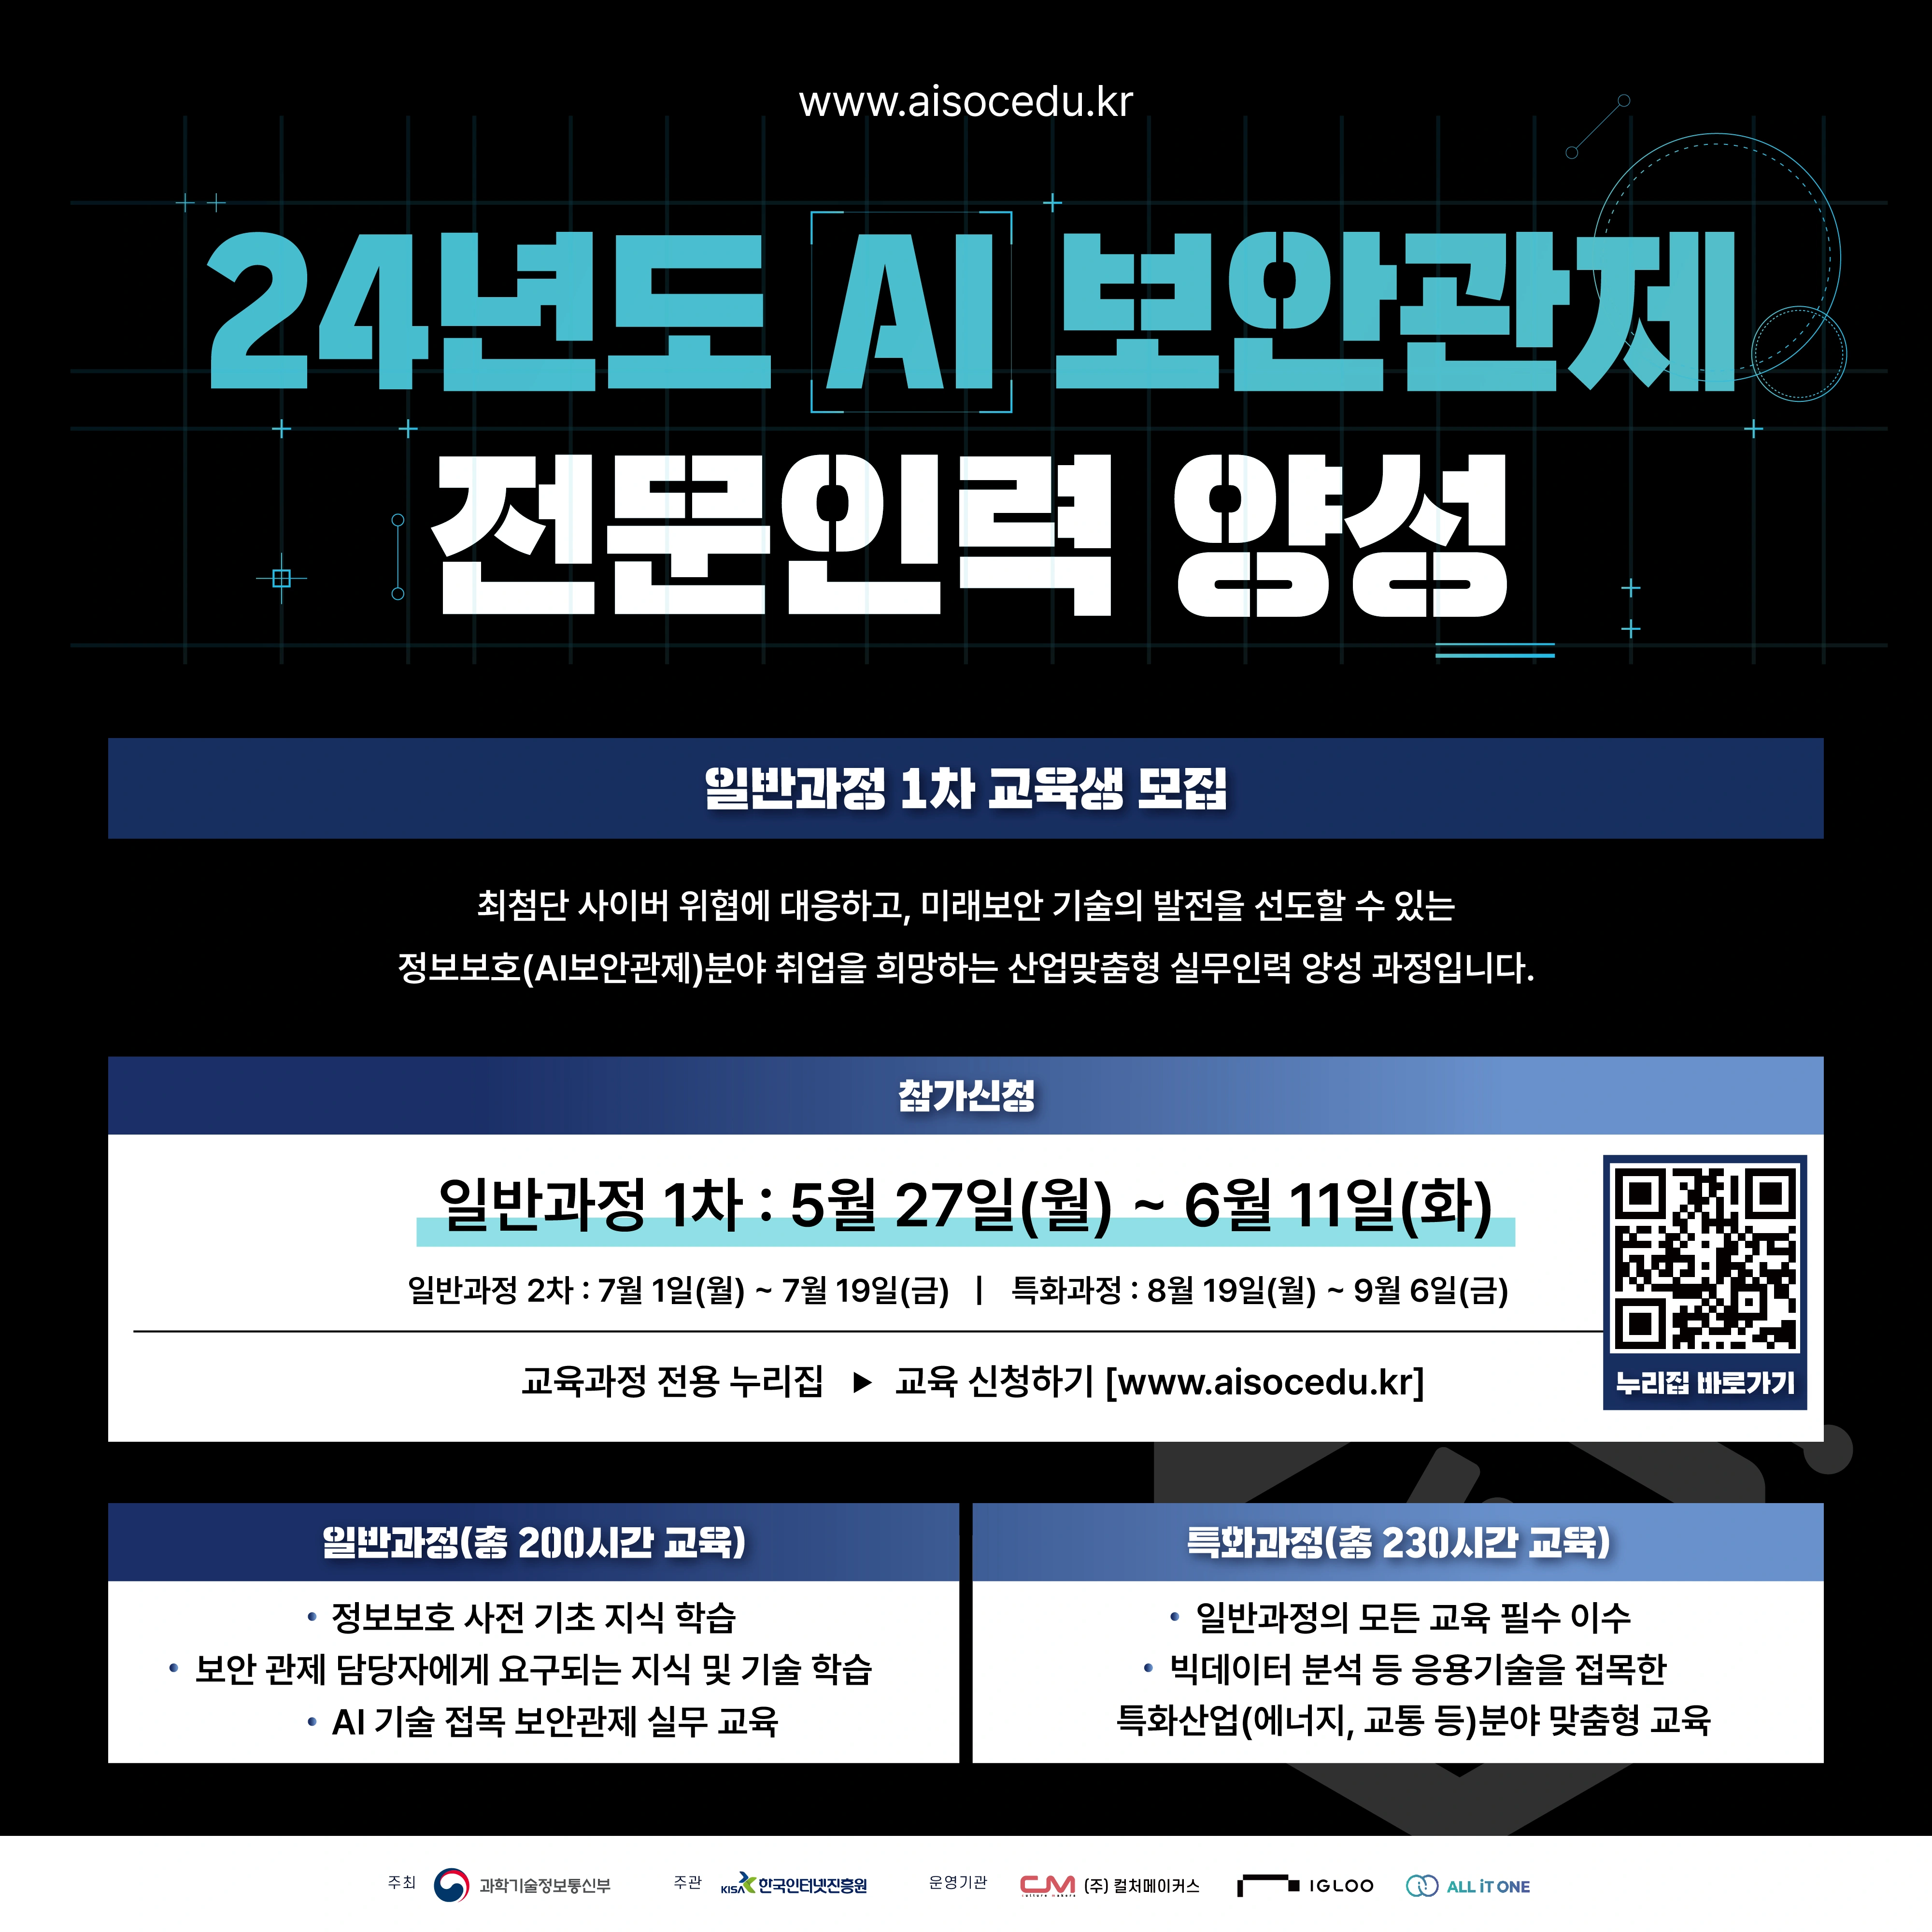 www.aisocedu.kr
24년도 AI 보안관제
전문인력 양성
일반과정 1차 교육생 모집
최첨단 사이버 위협에 대응하고, 미래보안 기술의 발전을 선도할 수 있는
정보보호(AI보안관제)분야 취업을 희망하는 산업맞춤형 실무인력 양성 과정입니다.
참가신청
일반과정 1차 : 5월 27일(월) ~ 6월 11일(화)
일반과정 2차 : 7월 1일(월) ~ 7월 19일(금) | 특화과정 : 8월 19일(월) ~ 9월 6일(금)
교육과정 전용 누리집 ▶ 교육 신청하기 [www.aisocedu.kr]
누리집 바로가기
일반과정(총 200시간 교육)
• 정보보호 사전 기초 지식 학습
• 보안 관제 담당자에게 요구되는 지식 및 기술 학습
• AI 기술 접목 보안관제 실무 교육
특화과정(총 230시간 교육)
• 일반과정의 모든 교육 필수 이수
• 빅데이터 분석 등 응용기술을 접목한
특화산업(에너지, 교통 등)분야 맞춤형 교육
주최 과학기술정보통신부 주관 KISA 한국인터넷진흥원 운영기관 CM culture makers (주) 컬처메이커스 IGLOO ALL iT ONE